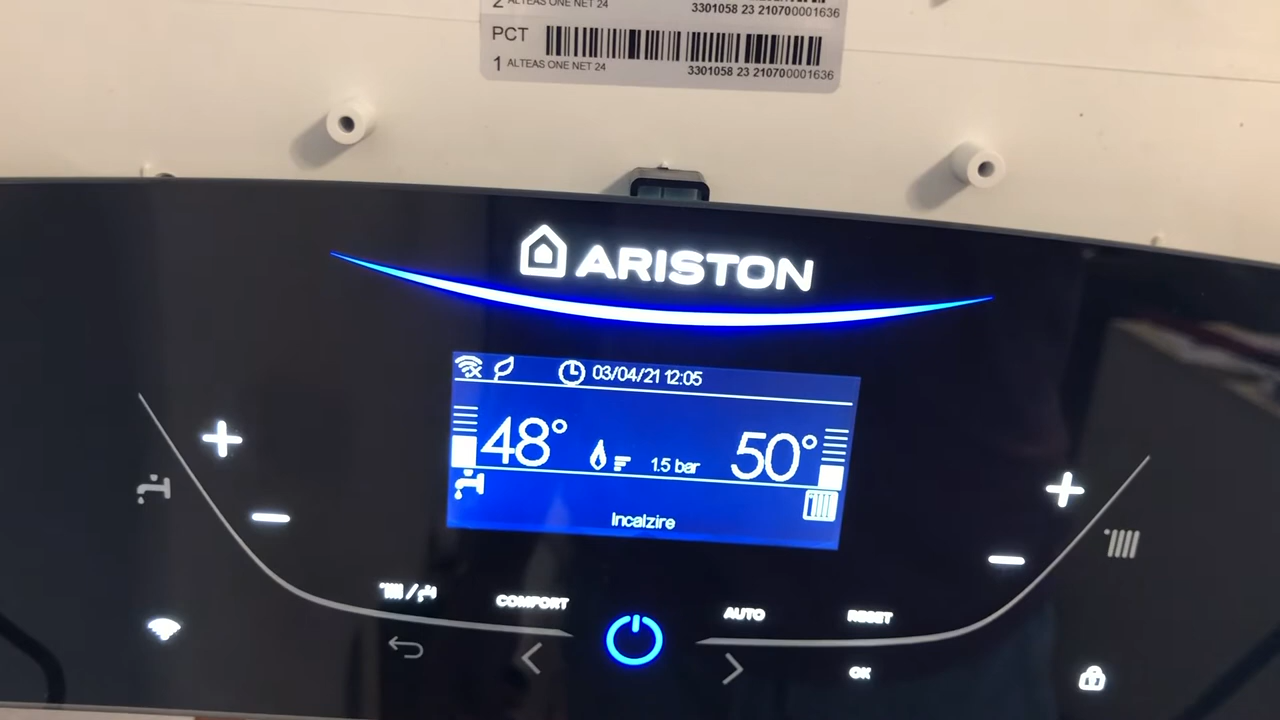 2 ALTEAS ONE NET 24
3301058 23 210700001636
PCT
1 ALTEAS ONE NET 24
3301058 23 210700001636
ARISTON
03/04/21 12:05
48° 1.5 bar 50°
Incalzire
COMFORT AUTO RESET
OK